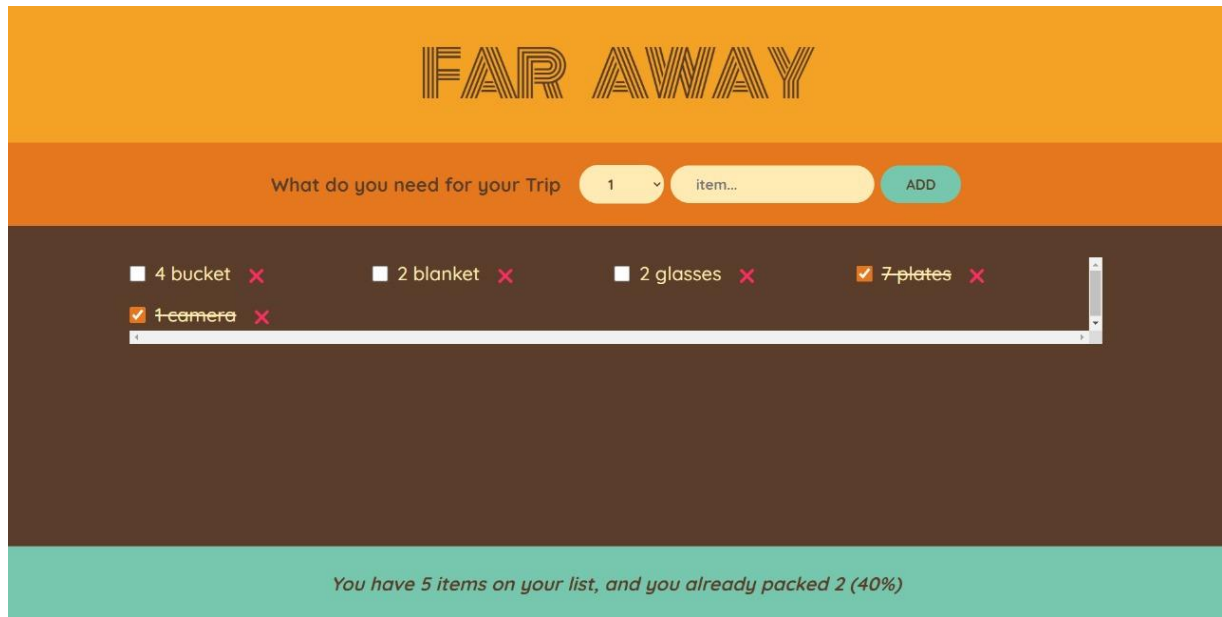 FAR AWAY
What do you need for your Trip 1 item... ADD
4 bucket ❌ 2 blanket ❌ 2 glasses ❌ 7 plates ❌
1 camera ❌
You have 5 items on your list, and you already packed 2 (40%)